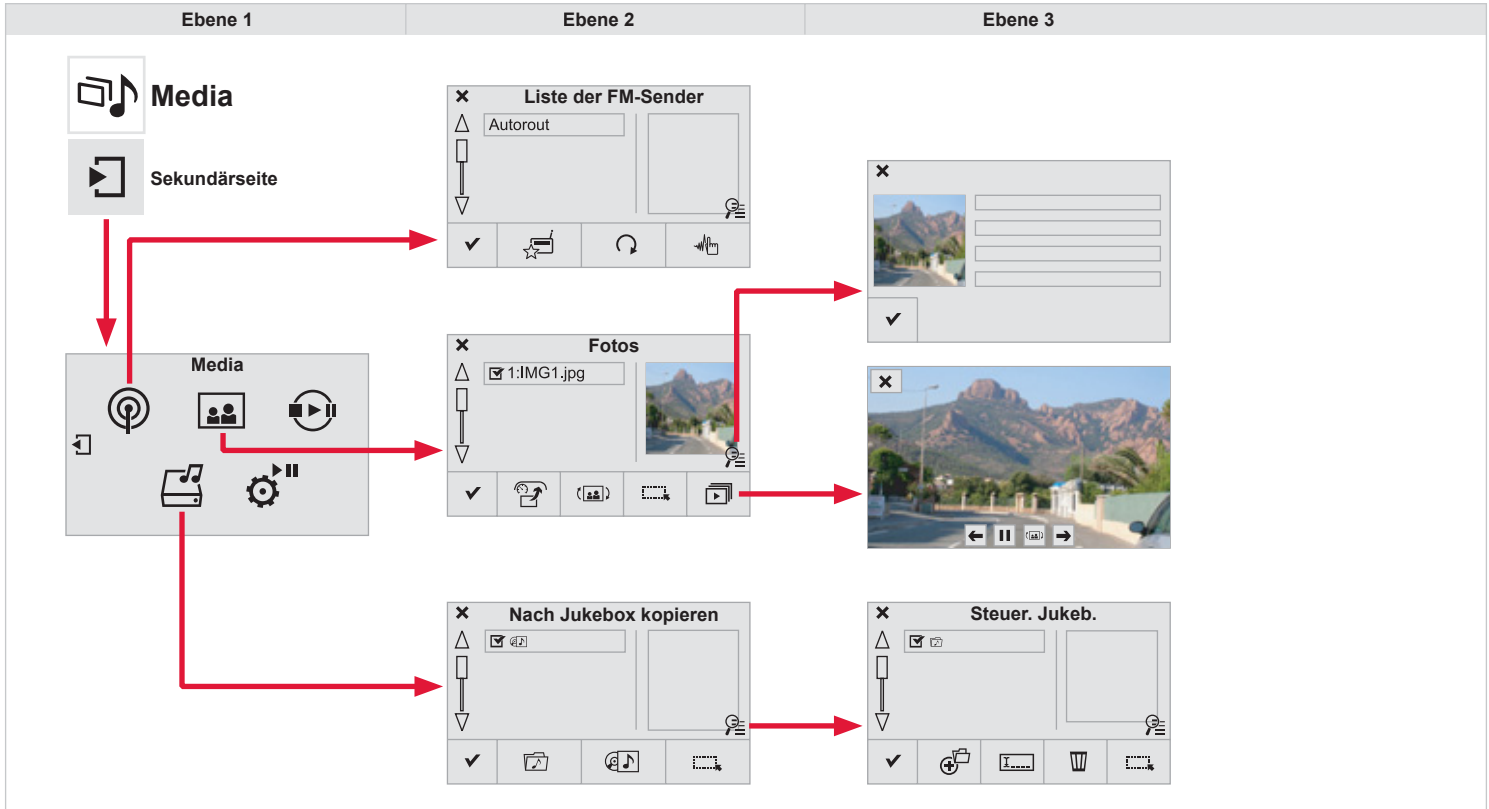 Ebene 1
Ebene 2
Ebene 3
Media
Sekundärseite
Media
Liste der FM-Sender
Autorout
Fotos
1:IMG1.jpg
Nach Jukebox kopieren
Steuer. Jukeb.